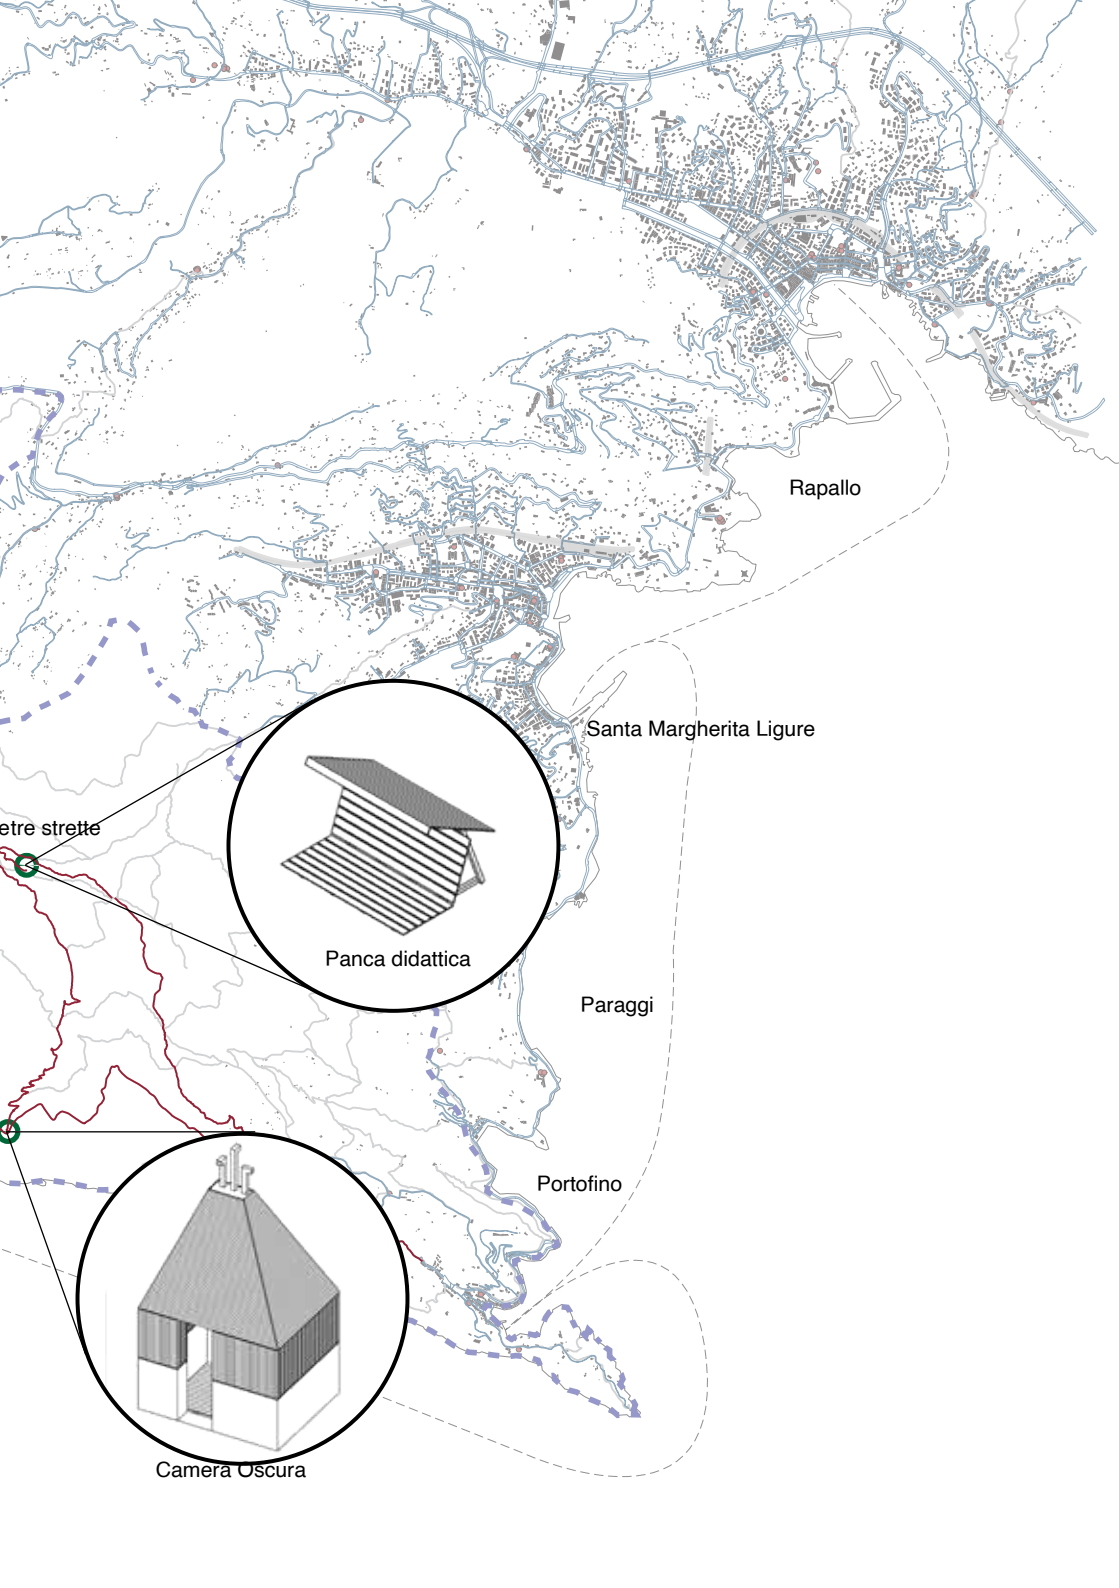 Rapallo
Santa Margherita Ligure
etre strette
Panca didattica
Paraggi
Portofino
Camera Oscura